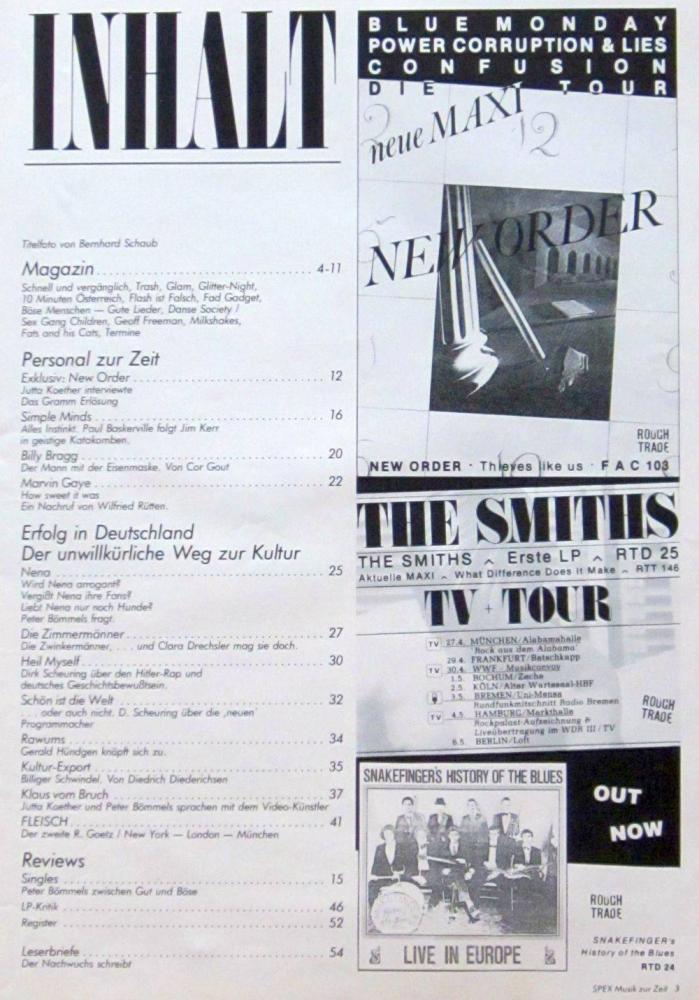 INHALT
Titelfoto von Bernhard Schaub
Magazin 4-11
Schnell und vergänglich, Trash, Glam, Glitter-Night,
10 Minuten Österreich, Flash ist Falsch, Fad Gadget,
Böse Menschen — Gute Lieder, Danse Society /
Sex Gang Children, Geoff Freeman, Milkshakes,
Fats and his Cats, Termine
Personal zur Zeit
Exklusiv: New Order 12
Jutta Koether interviewte
Das Gramm Erlösung
Simple Minds 16
Alles Instinkt. Paul Baskerville folgt Jim Kerr
in geistige Katakomben.
Billy Bragg 20
Der Mann mit der Eisenmaske. Von Cor Gout
Marvin Gaye 22
How sweet it was
Ein Nachruf von Wilfried Rütten.
Erfolg in Deutschland
Der unwillkürliche Weg zur Kultur
Nena 25
Wird Nena arrogant?
Vergißt Nena ihre Fans?
Liebt Nena nur noch Hunde?
Peter Bömmels fragt.
Die Zimmermänner 27
Die Zwinkermänner, . . . und Clara Drechsler mag sie doch.
Heil Myself 30
Dirk Scheuring über den Hitler-Rap und
deutsches Geschichtsbewußtsein.
Schön ist die Welt 32
. . . oder auch nicht. D. Scheuring über die ‚neuen'
Programmacher
Rawums 34
Gerald Hündgen knöpft sich zu.
Kultur-Export 35
Billiger Schwindel. Von Diedrich Diederichsen
Klaus vom Bruch 37
Jutta Koether und Peter Bömmels sprachen mit dem Video-Künstler
FLEISCH 41
Der zweite R. Goetz / New York — London — München
Reviews
Singles 15
Peter Bömmels zwischen Gut und Böse
LP-Kritik 46
Register 52
Leserbriefe 54
Der Nachwuchs schreibt
BLUE MONDAY
POWER CORRUPTION & LIES
CONFUSION
DIE TOUR
neue MAXI
12
NEW ORDER
ROUGH
TRADE
NEW ORDER · Thieves like us · FAC 103
THE SMITHS
THE SMITHS ^ Erste LP ^ RTD 25
Aktuelle MAXI ^ What Difference Does It Make ^ RTT 146
TV + TOUR
TV 27.4. MÜNCHEN/Alabamahalle
'Rock aus dem Alabama'
29.4. FRANKFURT/Batschkapp
TV 30.4. WWF - Musikconvoy
1.5. BOCHUM/Zeche
2.5. KÖLN/Alter Wartesaal-HBF
3.5. BREMEN/Uni-Mensa
Rundfunkmitschnitt Radio Bremen
TV 4.5. HAMBURG/Markthalle
Rockpalast-Aufzeichnung &
Liveübertragung im WDR III / TV
6.5. BERLIN/Loft
ROUGH
TRADE
SNAKEFINGER'S HISTORY OF THE BLUES
LIVE IN EUROPE
OUT
NOW
ROUGH
TRADE
SNAKEFINGER's
History of the Blues
RTD 24
SPEX Musik zur Zeit 3